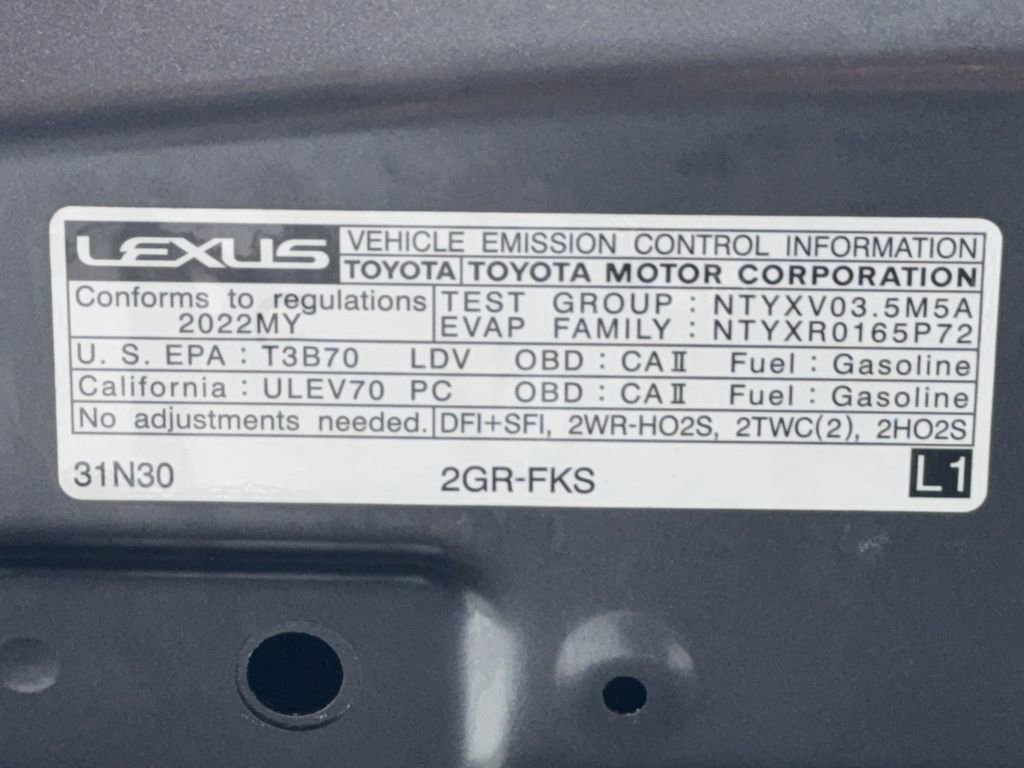 LEXUS
VEHICLE EMISSION CONTROL INFORMATION
TOYOTA TOYOTA MOTOR CORPORATION
Conforms to regulations
2022MY
TEST GROUP : NTYXV03.5M5A
EVAP FAMILY : NTYXR0165P72
U. S. EPA : T3B70 LDV OBD : CAⅡ Fuel : Gasoline
California : ULEV70 PC OBD : CAⅡ Fuel : Gasoline
No adjustments needed. DFI+SFI, 2WR-HO2S, 2TWC(2), 2HO2S
31N30 2GR-FKS L1